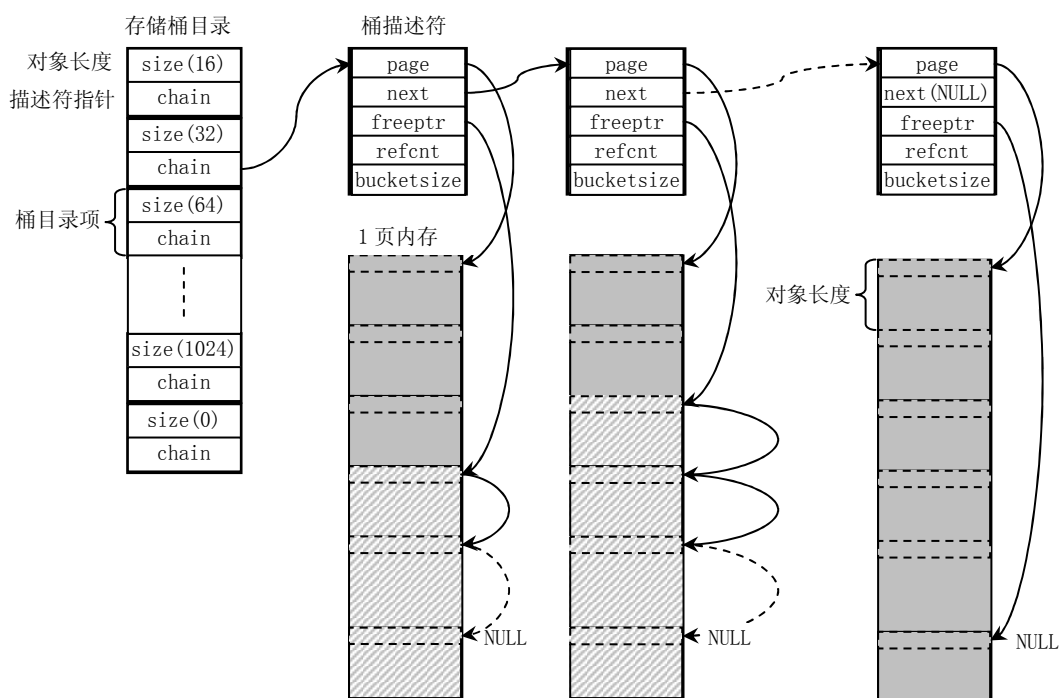 存储桶目录
桶描述符
对象长度
size(16)
描述符指针
chain
size(32)
chain
桶目录项
size(64)
chain
size(1024)
chain
size(0)
chain
page
next
freeptr
refcnt
bucketsize
page
next
freeptr
refcnt
bucketsize
page
next(NULL)
freeptr
refcnt
bucketsize
1 页内存
对象长度
NULL
NULL
NULL